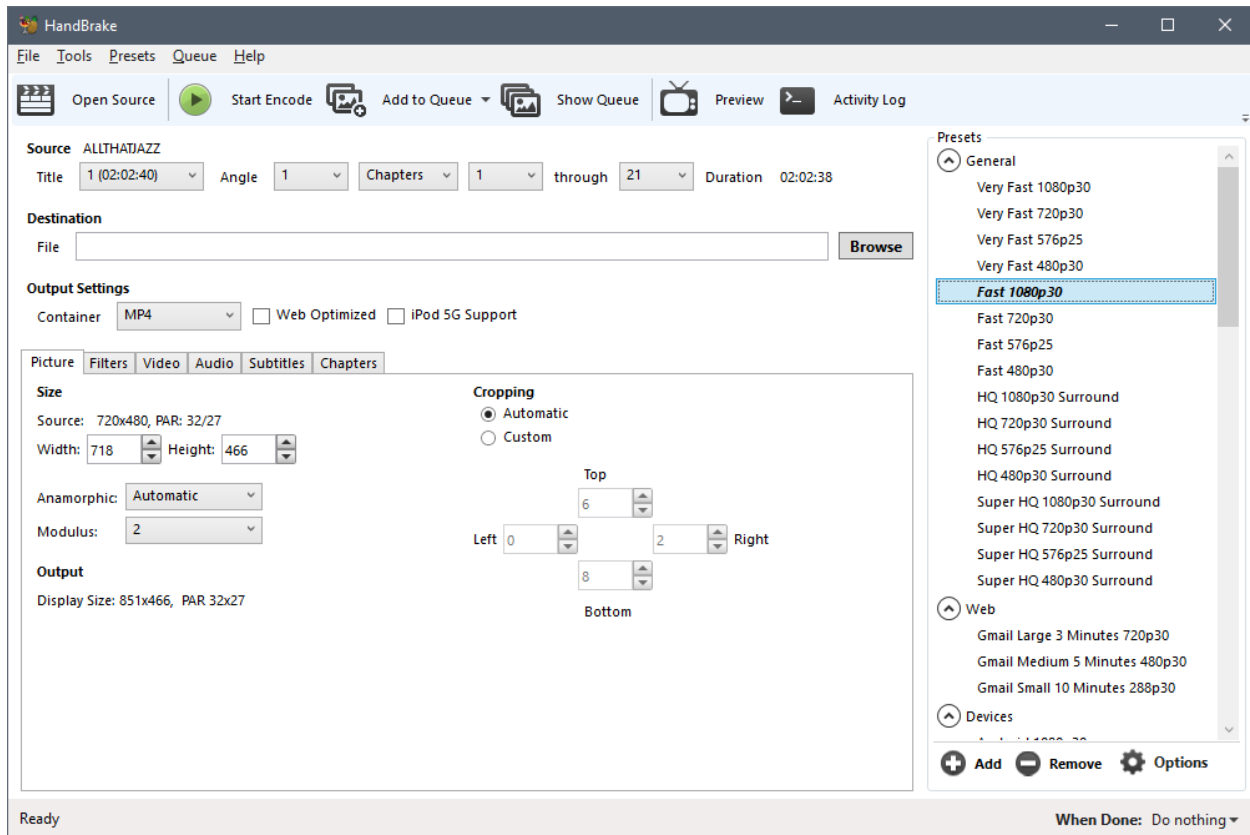 HandBrake
File Tools Presets Queue Help
Open Source Start Encode Add to Queue Show Queue Preview Activity Log
Source ALLTHATJAZZ
Title 1 (02:02:40) Angle 1 Chapters 1 through 21 Duration 02:02:38
Destination
File Browse
Output Settings
Container MP4 Web Optimized iPod 5G Support
Picture Filters Video Audio Subtitles Chapters
Size
Source: 720x480, PAR: 32/27
Width: 718 Height: 466
Anamorphic: Automatic
Modulus: 2
Output
Display Size: 851x466, PAR 32x27
Cropping
Automatic
Custom
Top
6
Left 0 2 Right
8
Bottom
Presets
General
Very Fast 1080p30
Very Fast 720p30
Very Fast 576p25
Very Fast 480p30
Fast 1080p30
Fast 720p30
Fast 576p25
Fast 480p30
HQ 1080p30 Surround
HQ 720p30 Surround
HQ 576p25 Surround
HQ 480p30 Surround
Super HQ 1080p30 Surround
Super HQ 720p30 Surround
Super HQ 576p25 Surround
Super HQ 480p30 Surround
Web
Gmail Large 3 Minutes 720p30
Gmail Medium 5 Minutes 480p30
Gmail Small 10 Minutes 288p30
Devices
Add Remove Options
Ready When Done: Do nothing